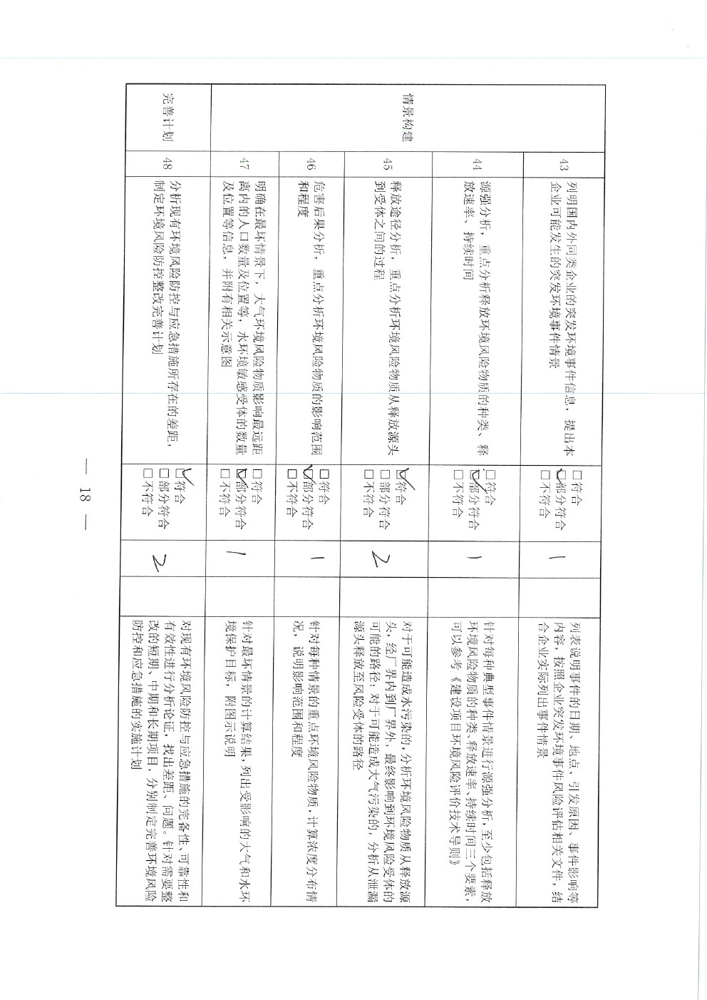 情景构建
43
列明国内外同类企业的突发环境事件信息，提出本
企业可能发生的突发环境事件情景
□符合
☑部分符合
□不符合
1
列表说明事件的日期、地点、引发原因、事件影响等
内容，按照企业突发环境事件风险评估相关文件，结
合企业实际列出事件情景
44
源强分析，重点分析释放环境风险物质的种类、释
放速率、持续时间
□符合
☑部分符合
□不符合
1
针对每种典型事件情景进行源强分析，至少包括释放
环境风险物质的种类、释放速率、持续时间三个要素，
可以参考《建设项目环境风险评价技术导则》
45
释放途径分析，重点分析环境风险物质从释放源头
到受体之间的过程
☑符合
□部分符合
□不符合
2
对于可能造成水污染的，分析环境风险物质从释放源
头，经厂界内到厂界外，最终影响到环境风险受体的
可能的路径；对于可能造成大气污染的，分析从泄漏
源头释放至风险受体的路径
46
危害后果分析，重点分析环境风险物质的影响范围
和程度
□符合
☑部分符合
□不符合
1
针对每种情景的重点环境风险物质，计算浓度分布情
况，说明影响范围和程度
47
明确在最坏情景下，大气环境风险物质影响最远距
离内的人口数量及位置等，水环境敏感受体的数量
及位置等信息，并附有相关示意图
□符合
☑部分符合
□不符合
1
针对最坏情景的计算结果，列出受影响的大气和水环
境保护目标，附图示说明
完善计划
48
分析现有环境风险防控与应急措施所存在的差距，
制定环境风险防控整改完善计划
☑符合
□部分符合
□不符合
2
对现有环境风险防控与应急措施的完备性、可靠性和
有效性进行分析论证，找出差距、问题。针对需要整
改的短期、中期和长期项目，分别制定完善环境风险
防控和应急措施的实施计划
— 18 —